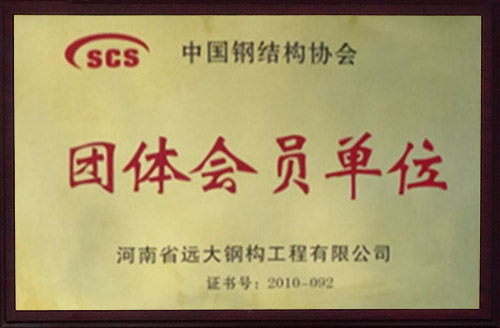 SCS 中国钢结构协会
团体会员单位
河南省远大钢构工程有限公司
证书号：2010-092